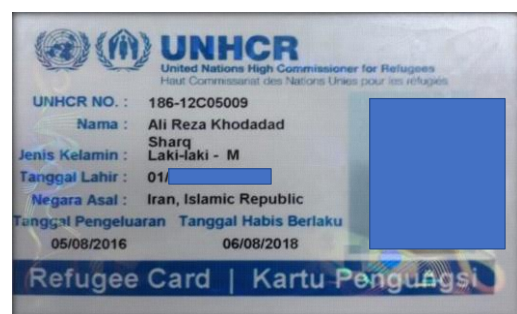 UNHCR
United Nations High Commissioner for Refugees
Haut Commissariat des Nations Unies pour les réfugiés
UNHCR NO. : 186-12C05009
Nama : Ali Reza Khodadad
Sharq
Jenis Kelamin : Laki-laki - M
Tanggal Lahir : 01/
Negara Asal : Iran, Islamic Republic
Tanggal Pengeluaran Tanggal Habis Berlaku
05/08/2016 06/08/2018
Refugee Card | Kartu Pengungsi